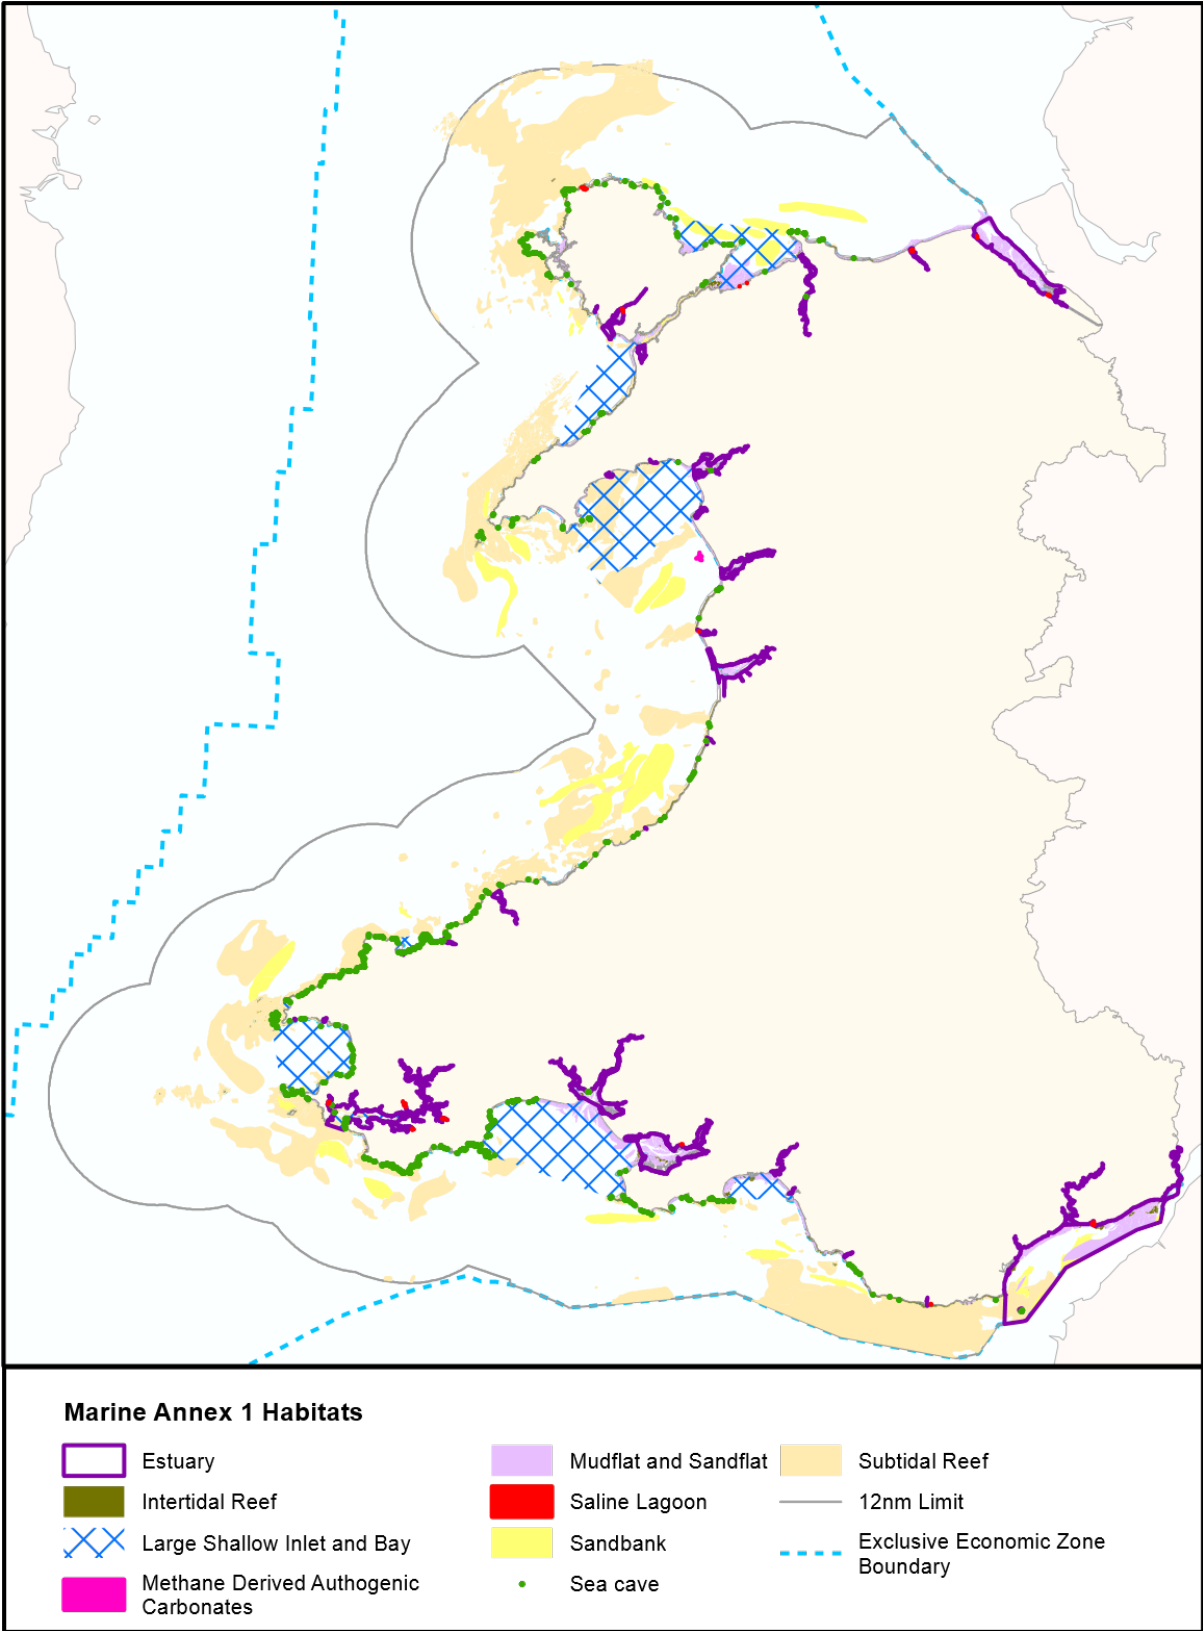 Marine Annex 1 Habitats
Estuary
Intertidal Reef
Large Shallow Inlet and Bay
Methane Derived Authogenic
Carbonates
Mudflat and Sandflat
Saline Lagoon
Sandbank
Sea cave
Subtidal Reef
12nm Limit
Exclusive Economic Zone
Boundary